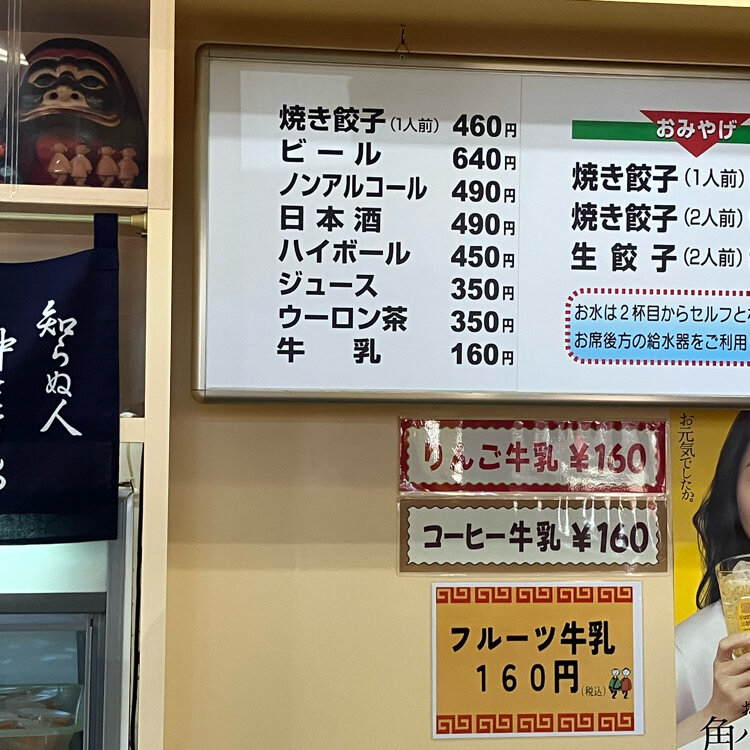 焼き餃子(1人前) 460円
ビール 640円
ノンアルコール 490円
日本酒 490円
ハイボール 450円
ジュース 350円
ウーロン茶 350円
牛乳 160円
おみやげ
焼き餃子(1人前)
焼き餃子(2人前)
生餃子(2人前)
お水は2杯目からセルフと
お席後方の給水器をご利用
りんご牛乳 ¥160
コーヒー牛乳 ¥160
フルーツ牛乳
160円(税込)
知らぬ人
お元気でしたか。
角ハ